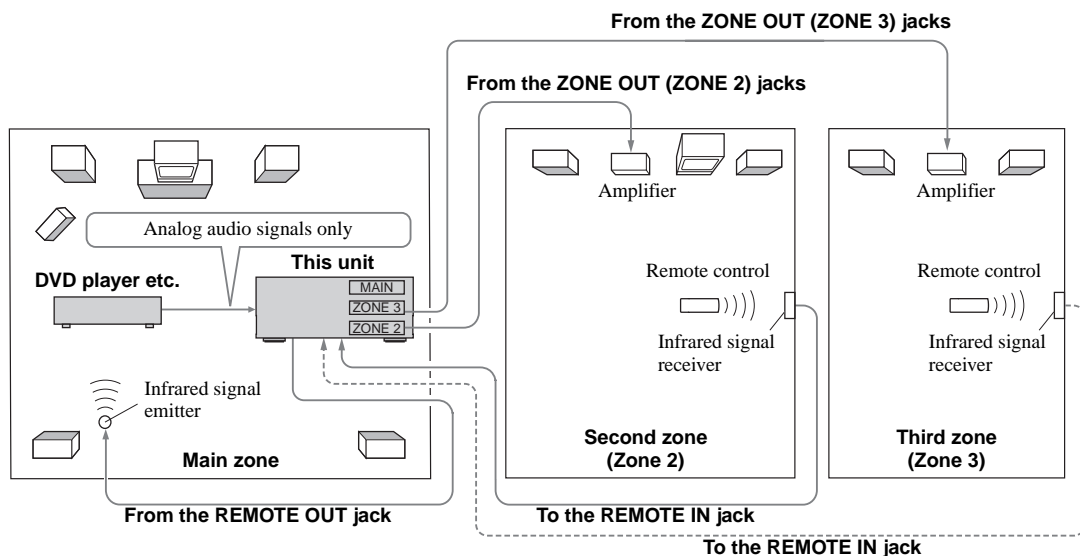 From the ZONE OUT (ZONE 3) jacks
From the ZONE OUT (ZONE 2) jacks
Amplifier
Amplifier
Analog audio signals only
This unit
DVD player etc.
MAIN
ZONE 3
ZONE 2
Remote control
Remote control
Infrared signal
receiver
Infrared signal
receiver
Infrared signal
emitter
Main zone
Second zone
(Zone 2)
Third zone
(Zone 3)
From the REMOTE OUT jack
To the REMOTE IN jack
To the REMOTE IN jack